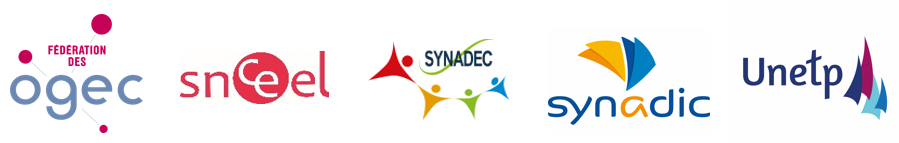 FÉDÉRATION
DES
ogec
snceel
SYNADEC
synadic
Unetp